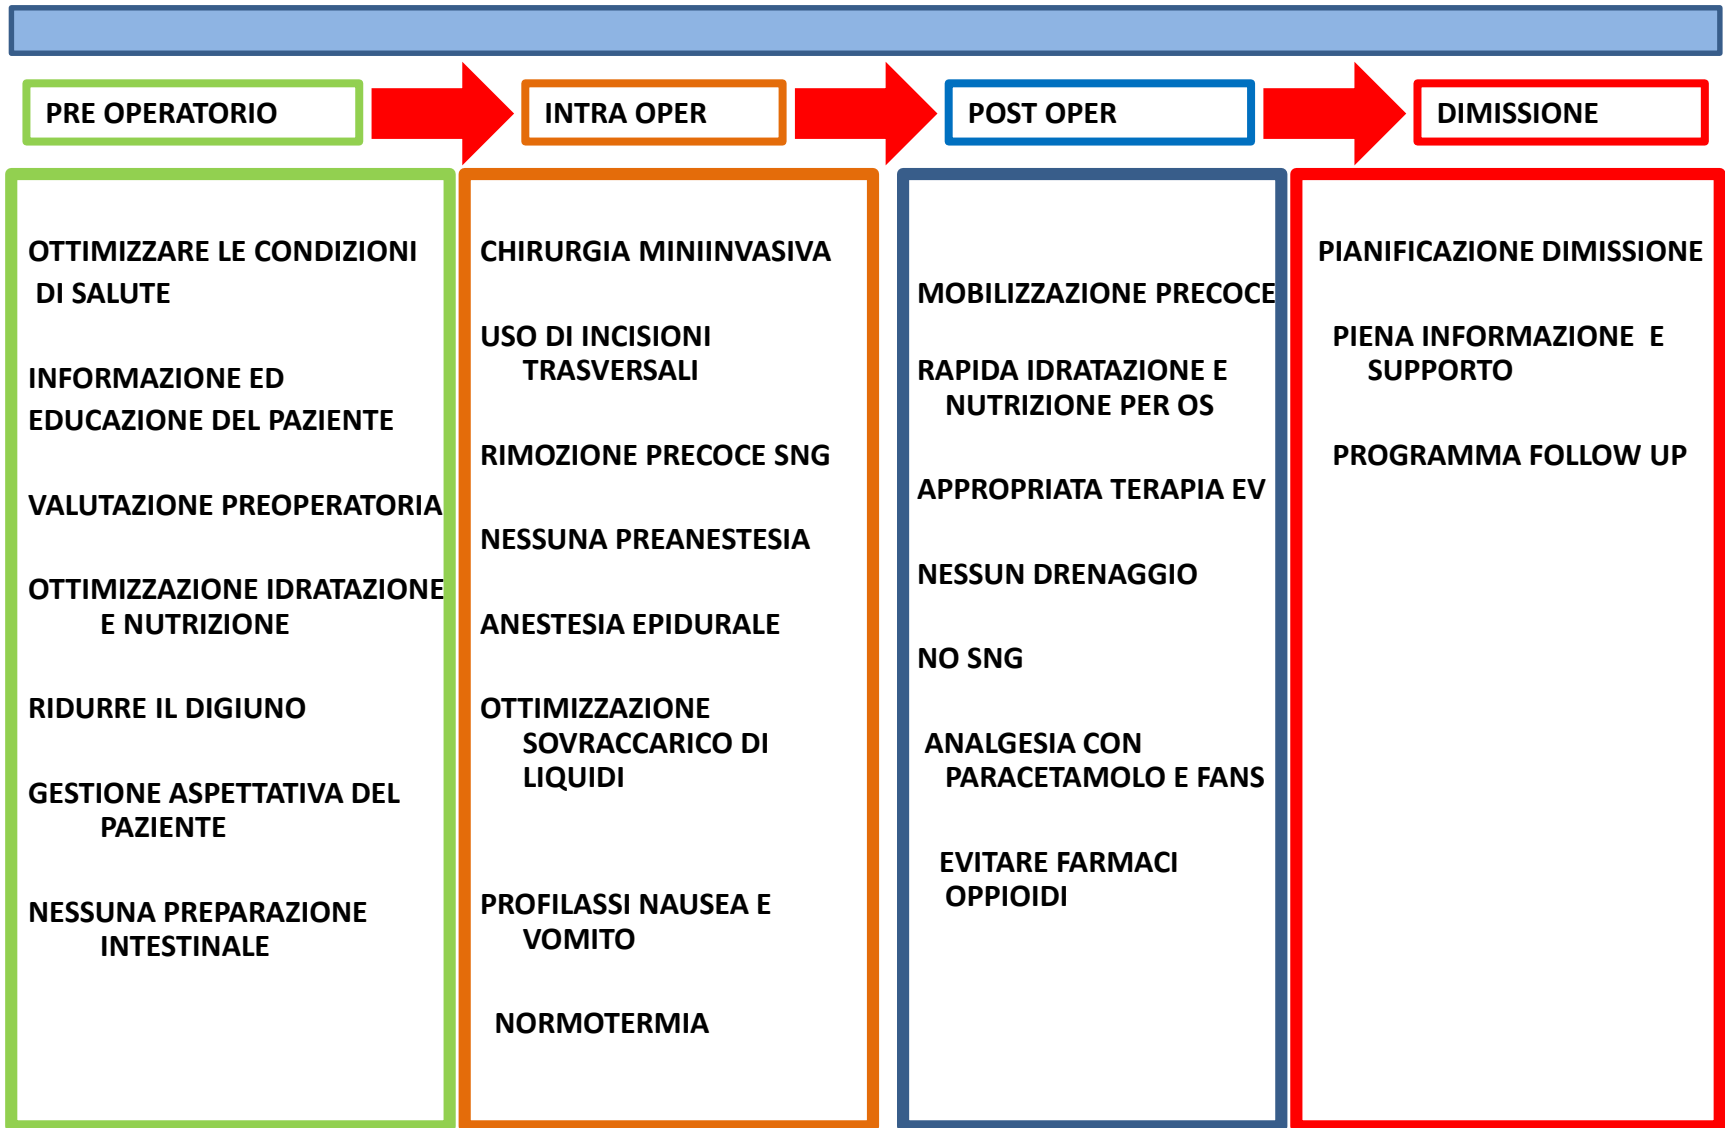 PRE OPERATORIO
INTRA OPER
POST OPER
DIMISSIONE
OTTIMIZZARE LE CONDIZIONI
DI SALUTE
INFORMAZIONE ED
EDUCAZIONE DEL PAZIENTE
VALUTAZIONE PREOPERATORIA
OTTIMIZZAZIONE IDRATAZIONE
E NUTRIZIONE
RIDURRE IL DIGIUNO
GESTIONE ASPETTATIVA DEL
PAZIENTE
NESSUNA PREPARAZIONE
INTESTINALE
CHIRURGIA MINIINVASIVA
USO DI INCISIONI
TRASVERSALI
RIMOZIONE PRECOCE SNG
NESSUNA PREANESTESIA
ANESTESIA EPIDURALE
OTTIMIZZAZIONE
SOVRACCARICO DI
LIQUIDI
PROFILASSI NAUSEA E
VOMITO
NORMOTERMIA
MOBILIZZAZIONE PRECOCE
RAPIDA IDRATAZIONE E
NUTRIZIONE PER OS
APPROPRIATA TERAPIA EV
NESSUN DRENAGGIO
NO SNG
ANALGESIA CON
PARACETAMOLO E FANS
EVITARE FARMACI
OPPIOIDI
PIANIFICAZIONE DIMISSIONE
PIENA INFORMAZIONE E
SUPPORTO
PROGRAMMA FOLLOW UP